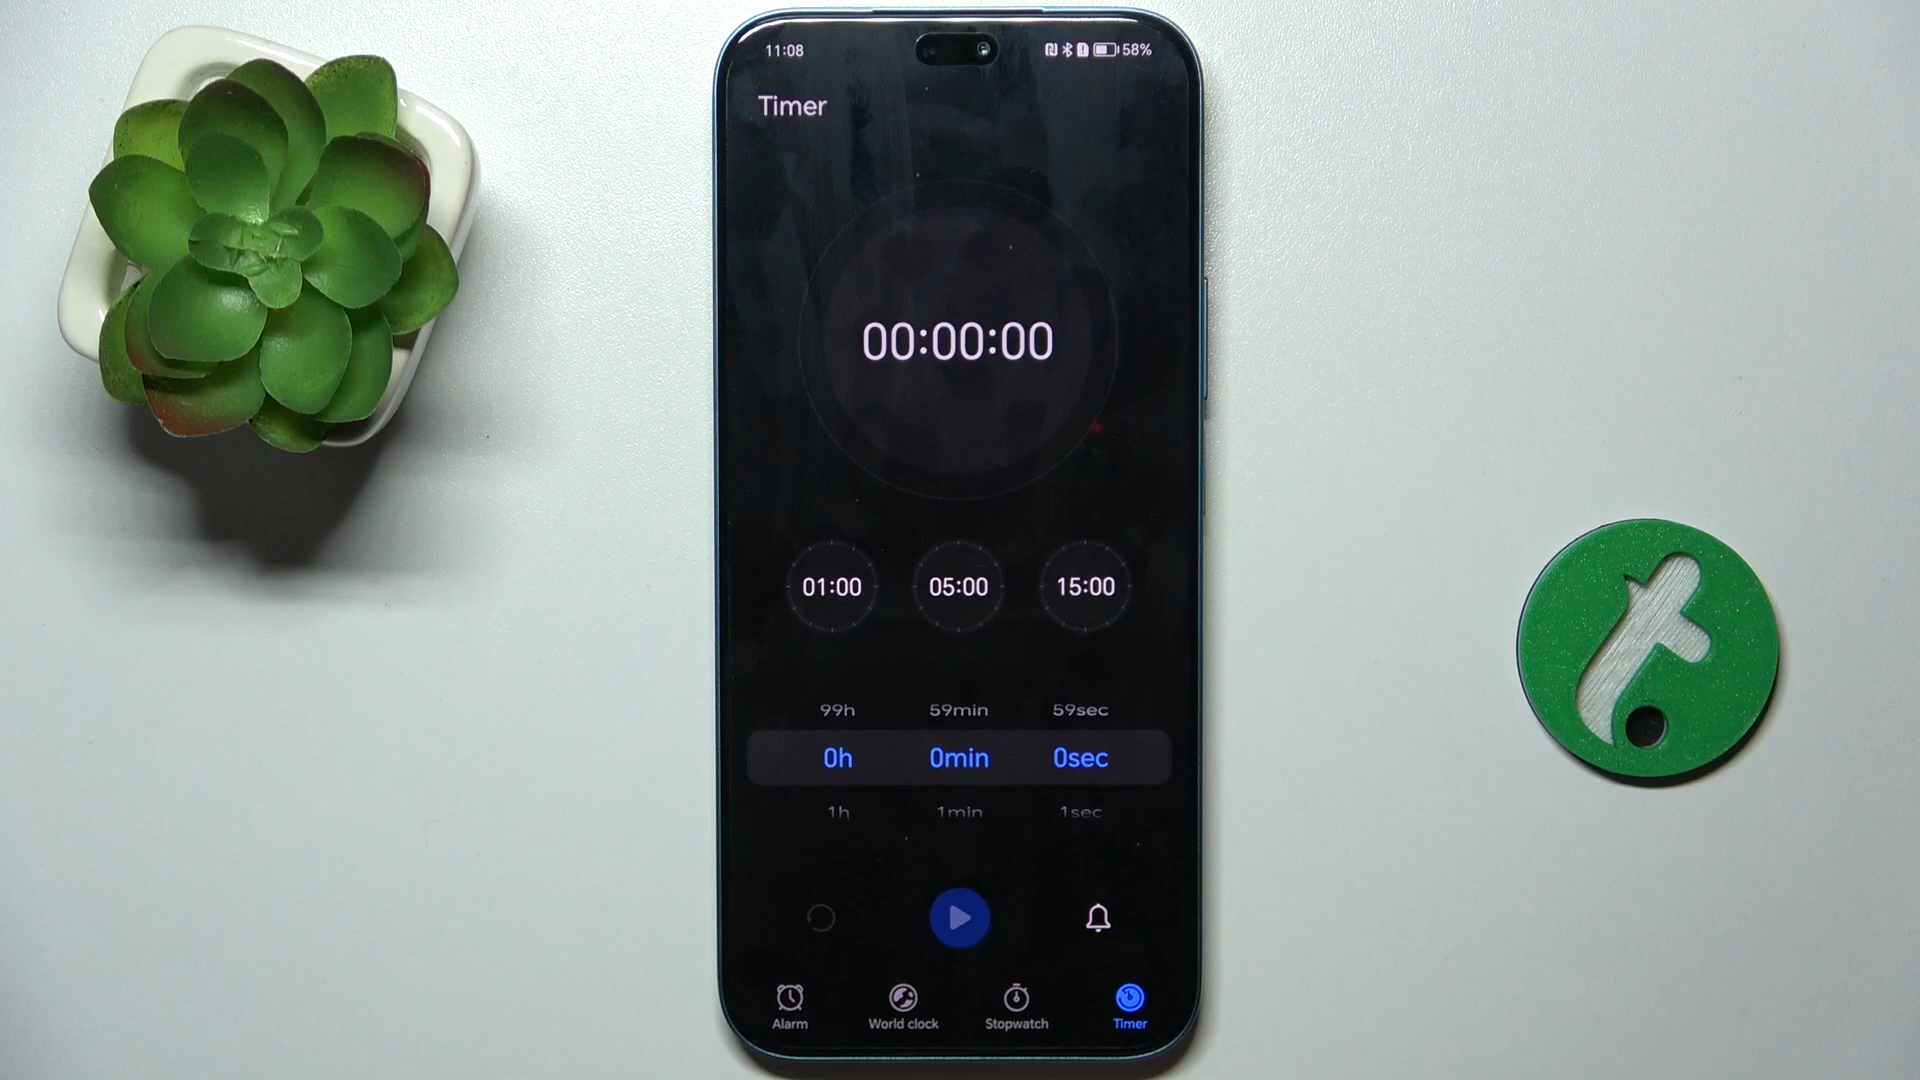 11:08
58%
Timer
00:00:00
01:00 05:00 15:00
99h 59min 59sec
0h 0min 0sec
1h 1min 1sec
Alarm World clock Stopwatch Timer